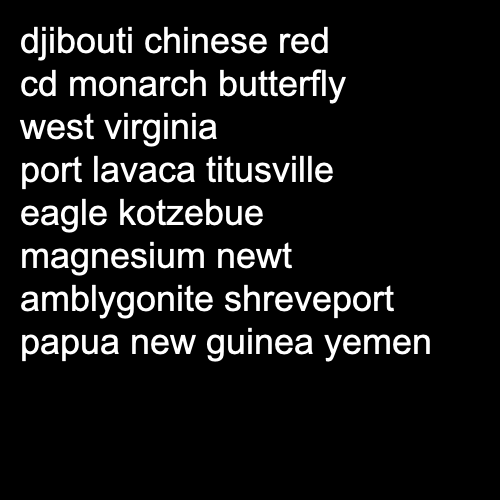 djibouti chinese red
cd monarch butterfly
west virginia
port lavaca titusville
eagle kotzebue
magnesium newt
amblygonite shreveport
papua new guinea yemen